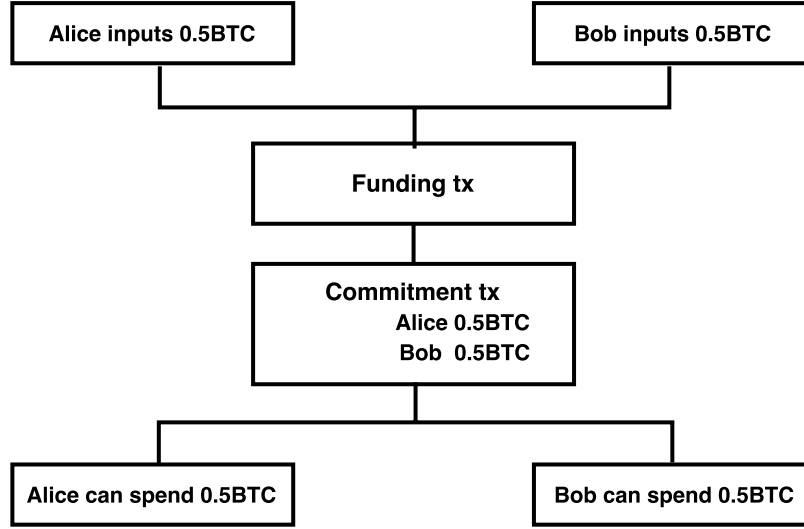 Alice inputs 0.5BTC
Bob inputs 0.5BTC
Funding tx
Commitment tx
Alice 0.5BTC
Bob 0.5BTC
Alice can spend 0.5BTC
Bob can spend 0.5BTC